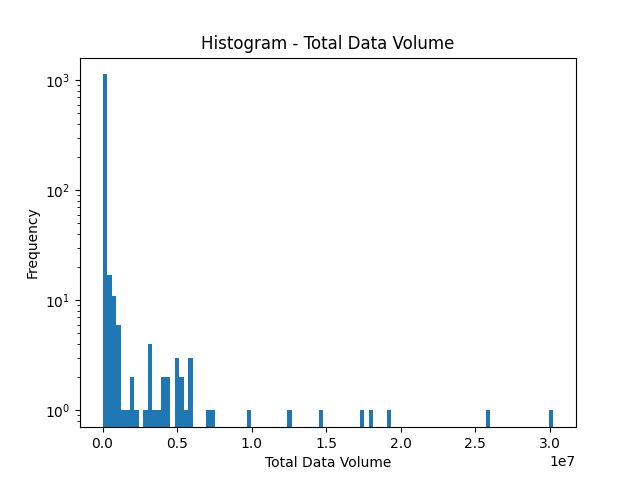 Histogram - Total Data Volume
Frequency
10³
10²
10¹
10⁰
0.0 0.5 1.0 1.5 2.0 2.5 3.0
1e7
Total Data Volume